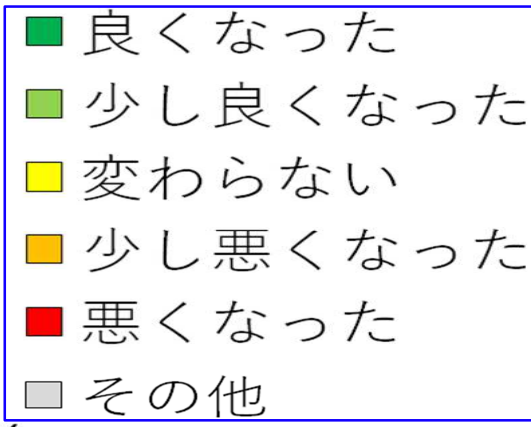 良くなった
少し良くなった
変わらない
少し悪くなった
悪くなった
その他